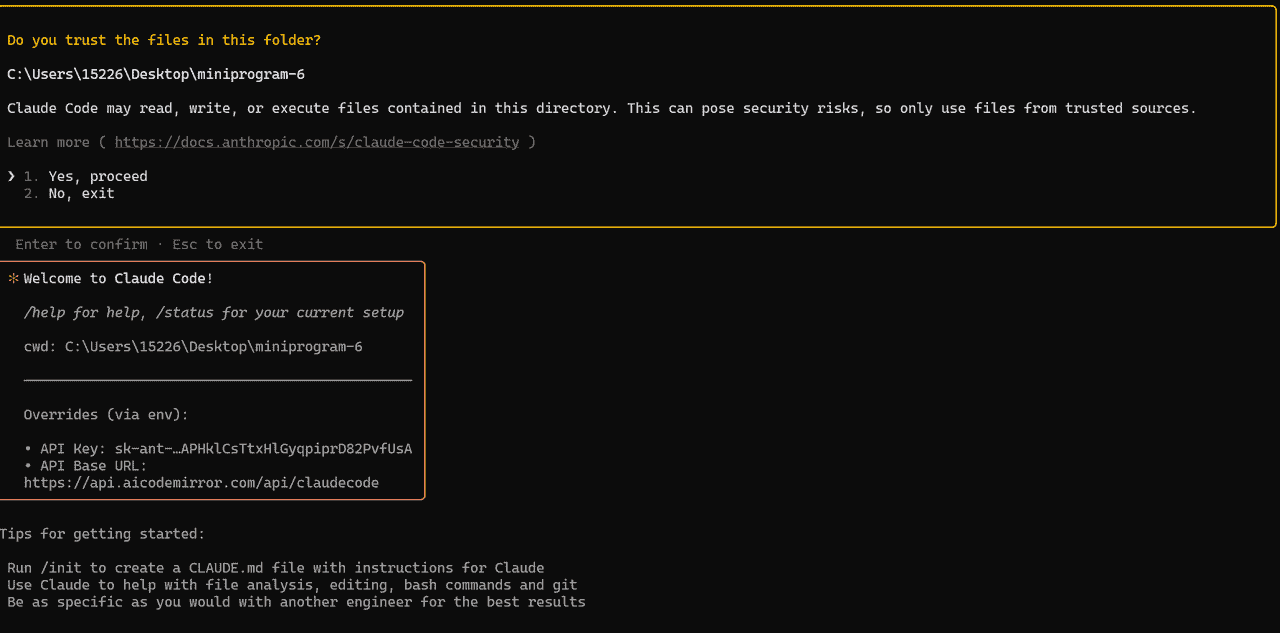 Do you trust the files in this folder?
C:\Users\15226\Desktop\miniprogram-6
Claude Code may read, write, or execute files contained in this directory. This can pose security risks, so only use files from trusted sources.
Learn more ( https://docs.anthropic.com/s/claude-code-security )
❯ 1. Yes, proceed
2. No, exit
Enter to confirm · Esc to exit
✻ Welcome to Claude Code!
/help for help, /status for your current setup
cwd: C:\Users\15226\Desktop\miniprogram-6
Overrides (via env):
• API Key: sk-ant-…APHklCsTtxHlGyqpiprD82PvfUsA
• API Base URL:
https://api.aicodemirror.com/api/claudecode
Tips for getting started:
Run /init to create a CLAUDE.md file with instructions for Claude
Use Claude to help with file analysis, editing, bash commands and git
Be as specific as you would with another engineer for the best results